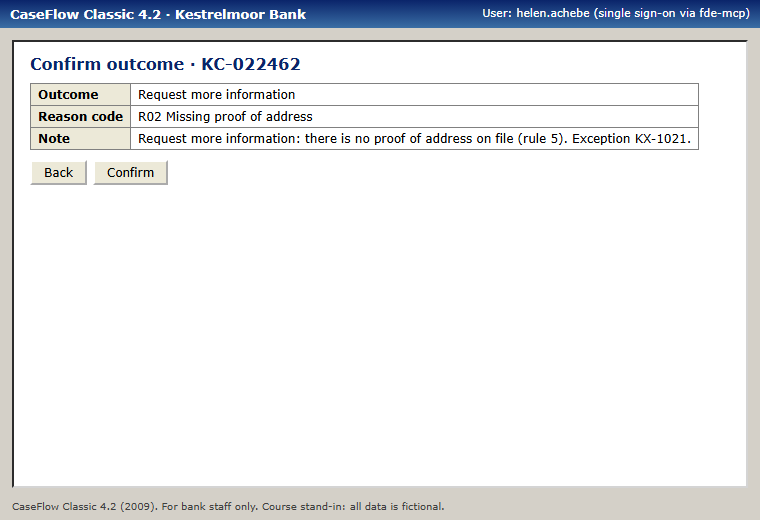 CaseFlow Classic 4.2 · Kestrelmoor Bank
User: helen.achebe (single sign-on via fde-mcp)
Confirm outcome · KC-022462
Outcome Request more information
Reason code R02 Missing proof of address
Note Request more information: there is no proof of address on file (rule 5). Exception KX-1021.
Back Confirm
CaseFlow Classic 4.2 (2009). For bank staff only. Course stand-in: all data is fictional.